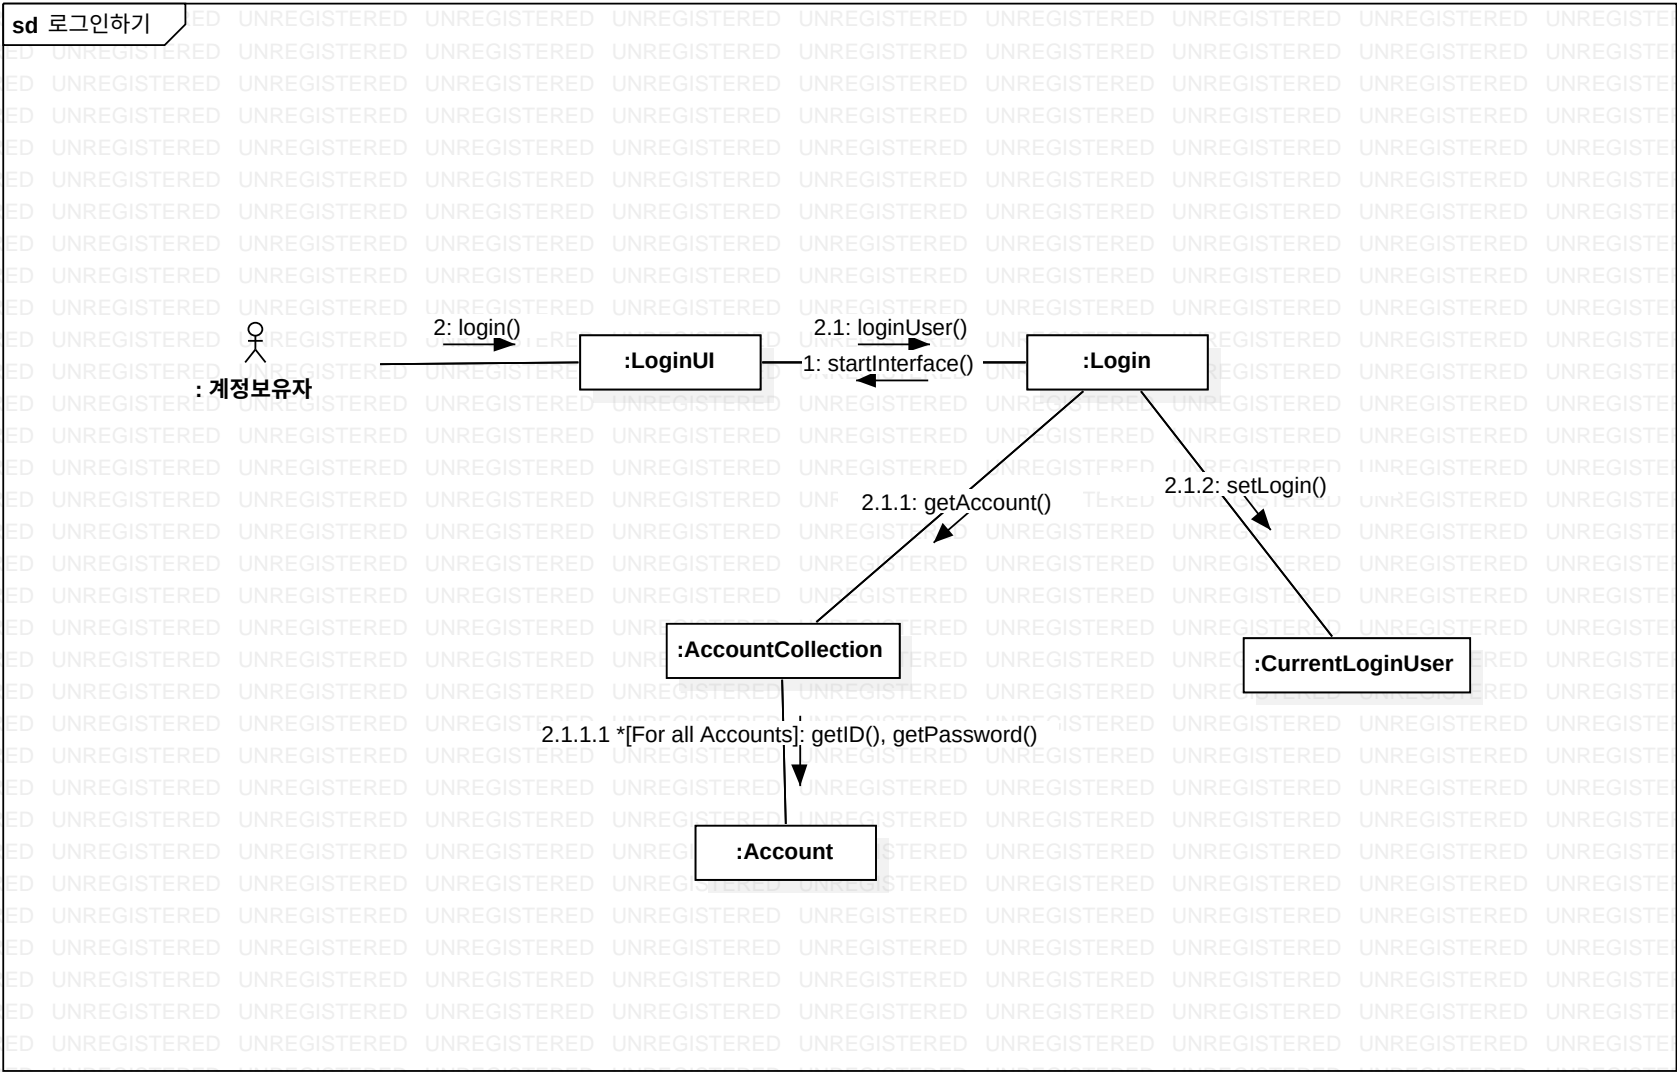 sd 로그인하기
2: login()
2.1: loginUser()
1: startInterface()
:LoginUI
:Login
: 계정보유자
2.1.1: getAccount()
2.1.2: setLogin()
:AccountCollection
:CurrentLoginUser
2.1.1.1 *[For all Accounts]: getID(), getPassword()
:Account
UNREGISTERED